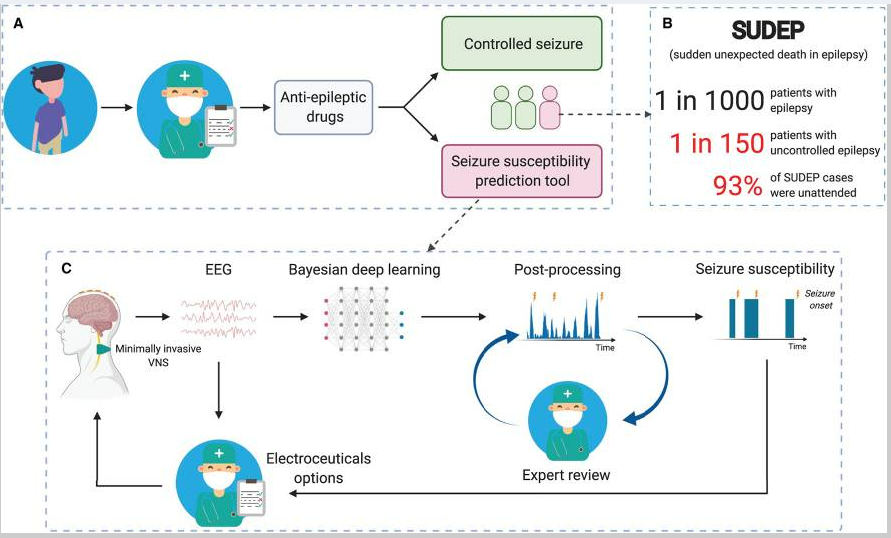 A
Anti-epileptic
drugs
Controlled seizure
Seizure susceptibility
prediction tool
B
SUDEP
(sudden unexpected death in epilepsy)
1 in 1000 patients with
epilepsy
1 in 150 patients with
uncontrolled epilepsy
93% of SUDEP cases
were unattended
C
EEG
Bayesian deep learning
Post-processing
Seizure susceptibility
Seizure
onset
Minimally invasive
VNS
Time
Time
Expert review
Electroceuticals
options